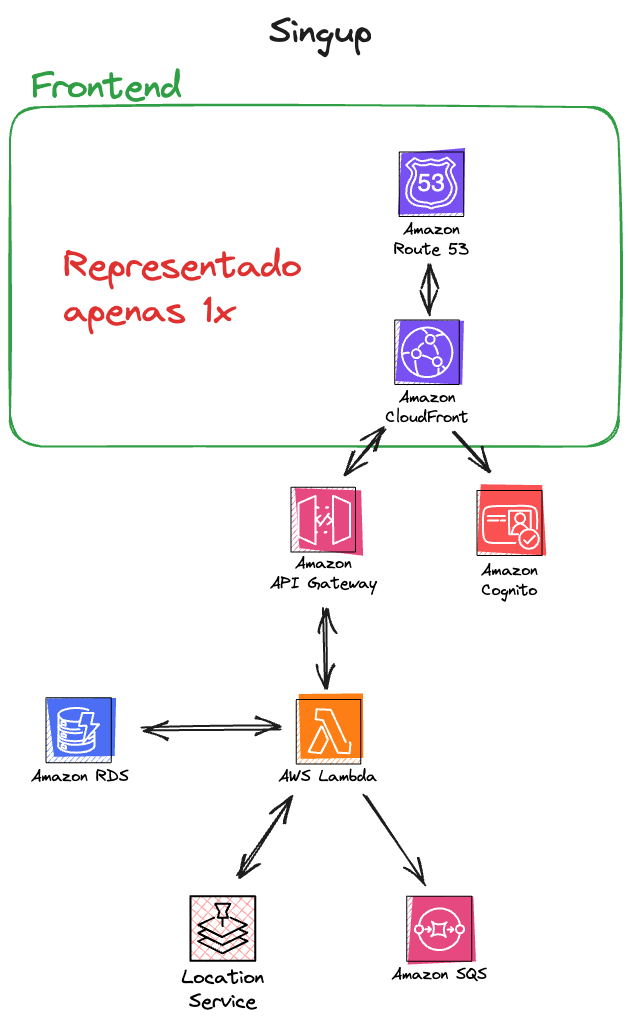 Singup
Frontend
53
Amazon
Route 53
Representado
apenas 1x
Amazon
CloudFront
Amazon
API Gateway
Amazon
Cognito
Amazon RDS
AWS Lambda
Location
Service
Amazon SQS